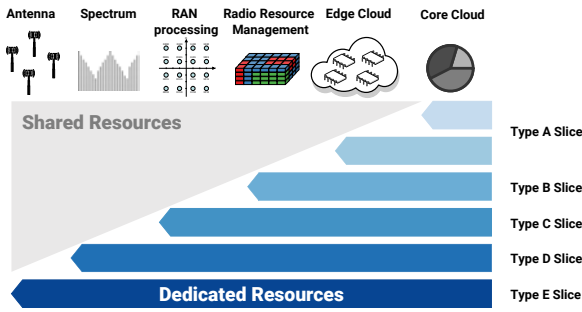 Antenna
Spectrum
RAN
processing
Radio Resource
Management
Edge Cloud
Core Cloud
Shared Resources
Type A Slice
Type B Slice
Type C Slice
Type D Slice
Dedicated Resources
Type E Slice